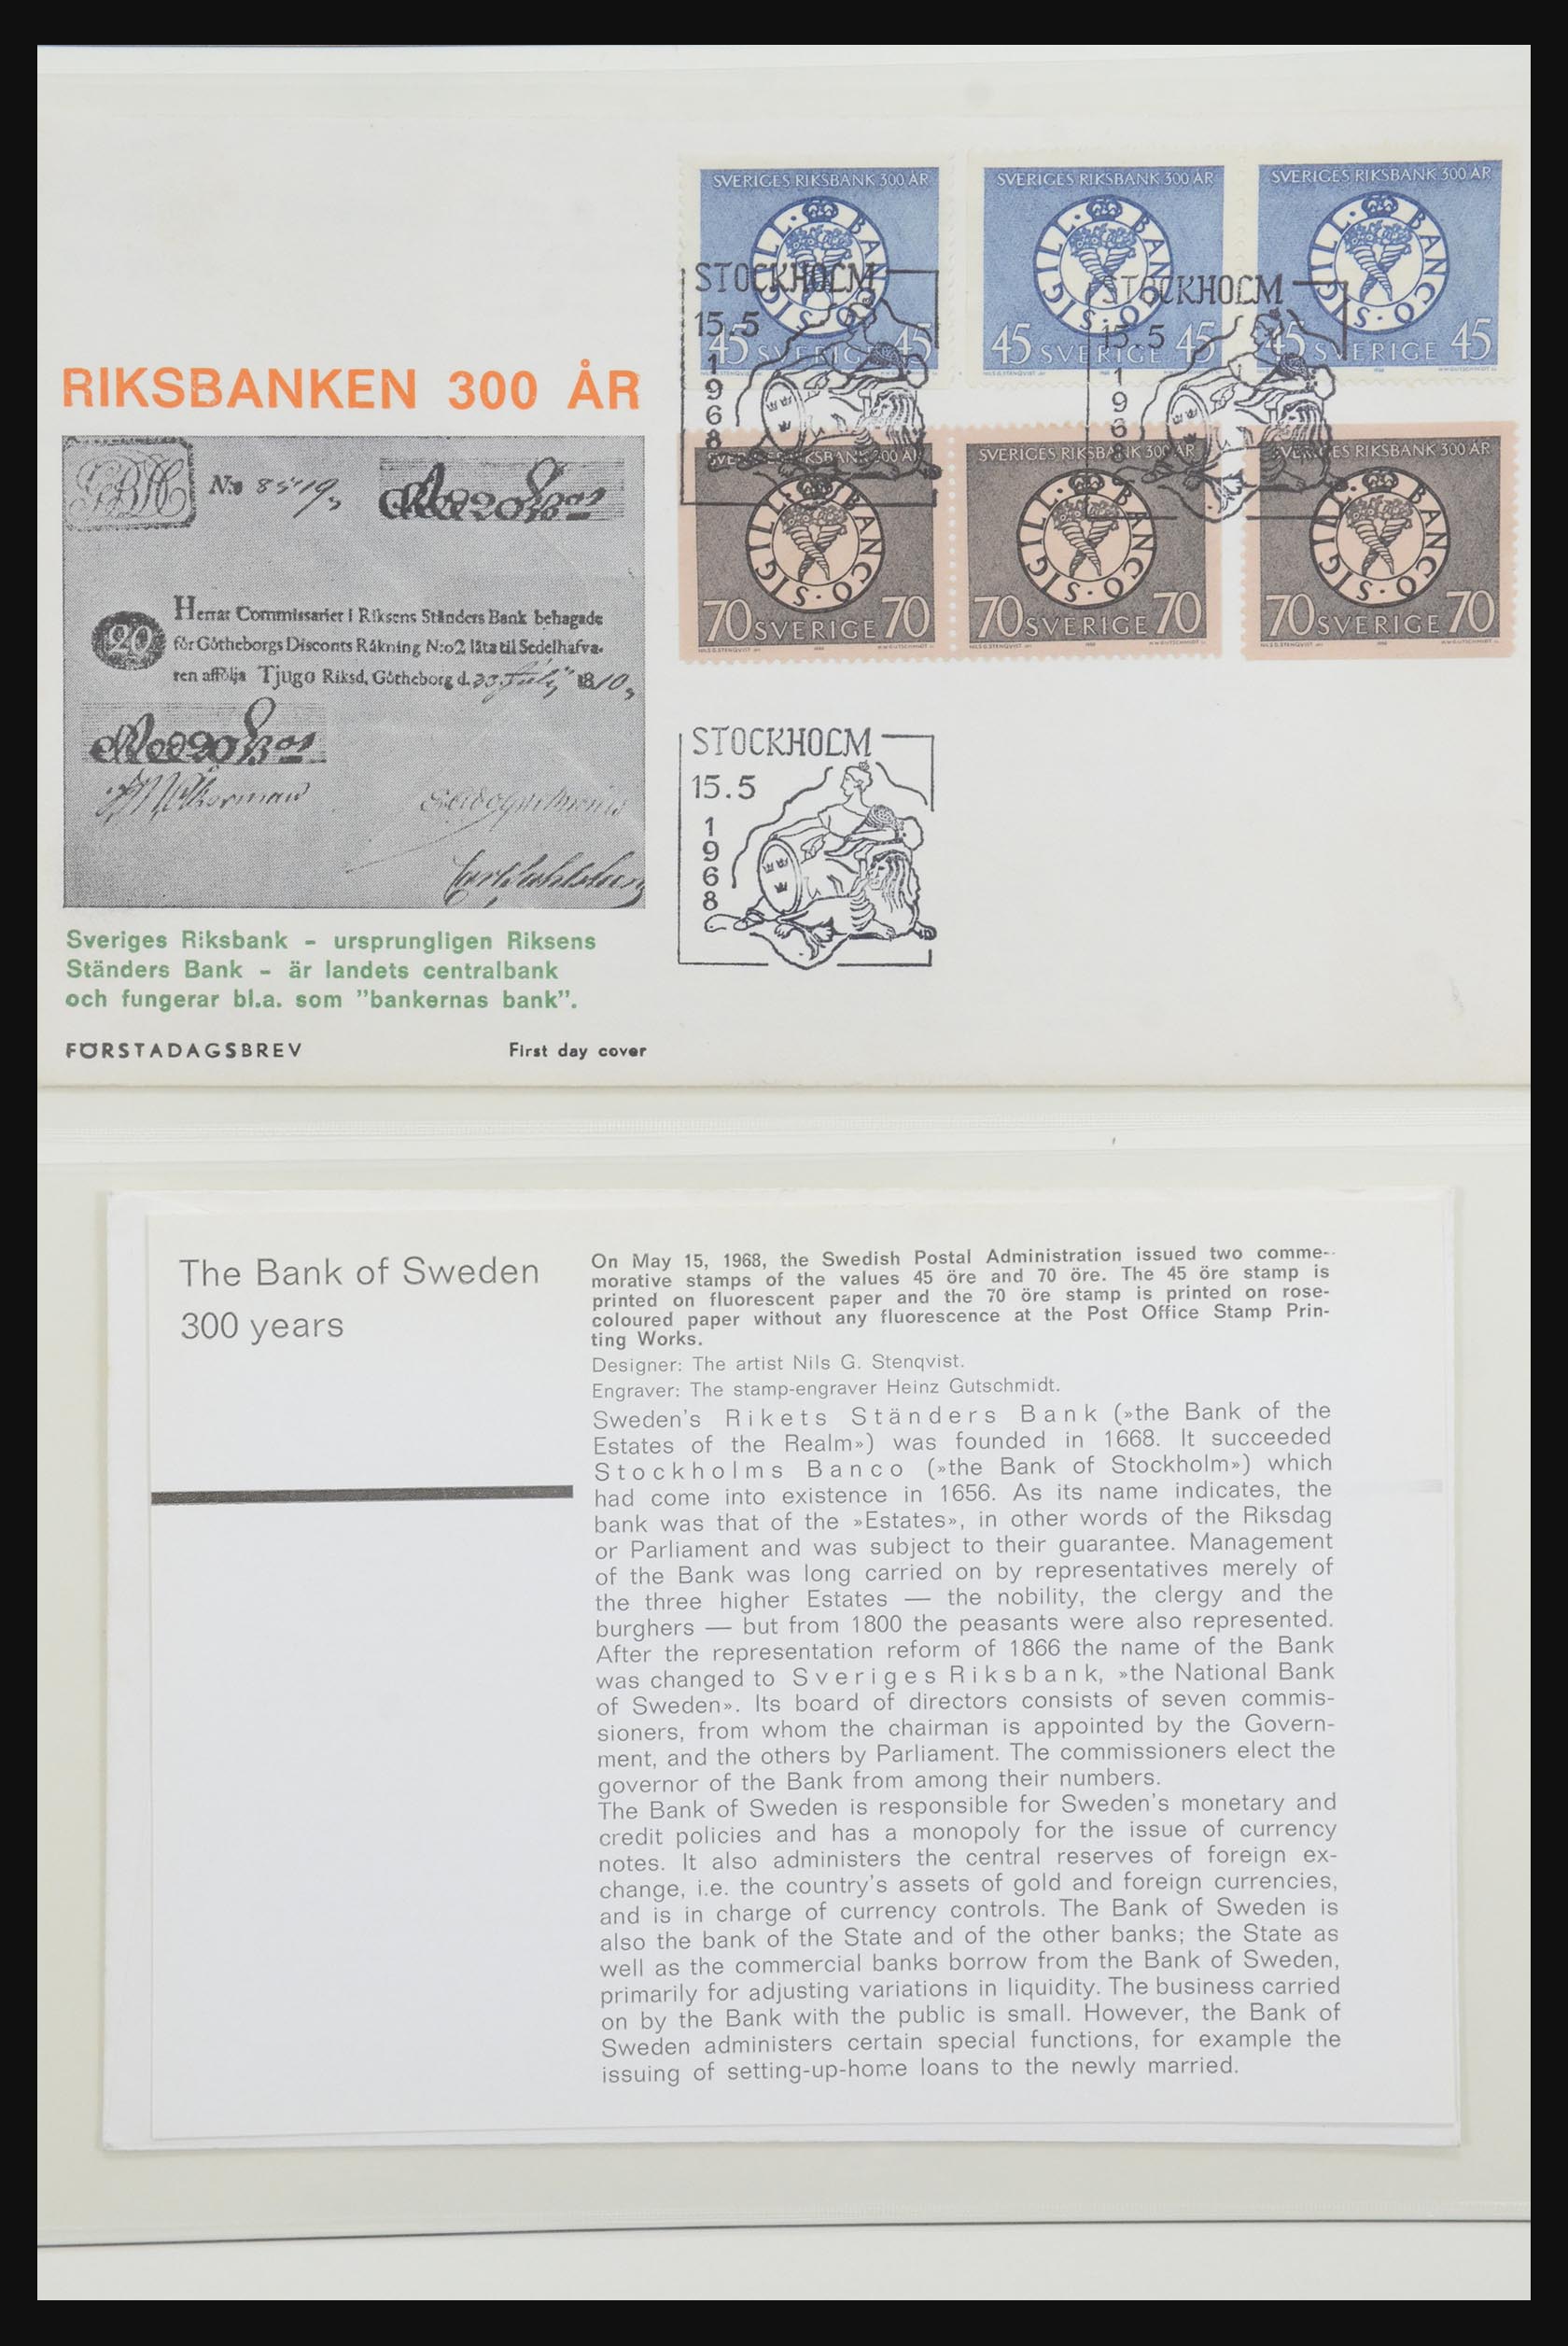 SVERIGES RIKSBANK 300 ÅR
SVERIGES RIKSBANK 300 ÅR
SVERIGES RIKSBANK 300 ÅR
SIGILL · BANCO · S ·
SIGILL · BANCO · S ·
SIGILL · BANCO · S ·
45 SVERIGE 45
45 SVERIGE 45
45 SVERIGE 45
STOCKHOLM
15.5
1968
STOCKHOLM
15.5
1968
SVERIGES RIKSBANK 300 ÅR
SVERIGES RIKSBANK 300 ÅR
SVERIGES RIKSBANK 300 ÅR
SIGILL · BANCO · S ·
SIGILL · BANCO · S ·
SIGILL · BANCO · S ·
70 SVERIGE 70
70 SVERIGE 70
70 SVERIGE 70
RIKSBANKEN 300 ÅR
N:o
20
Herrar Commissarier i Riksens Ständers Bank behagade
för Götheborgs Disconts Räkning N:o2 låta til Sedelhafva-
ren affölja Tjugo Riksd, Götheborg d. 1810
STOCKHOLM
15.5
1
9
6
8
Sveriges Riksbank – ursprungligen Riksens
Ständers Bank – är landets centralbank
och fungerar bl.a. som ”bankernas bank”.
FÖRSTADAGSBREV First day cover
The Bank of Sweden
300 years
On May 15, 1968, the Swedish Postal Administration issued two comme-
morative stamps of the values 45 öre and 70 öre. The 45 öre stamp is
printed on fluorescent paper and the 70 öre stamp is printed on rose-
coloured paper without any fluorescence at the Post Office Stamp Prin-
ting Works.
Designer: The artist Nils G. Stenqvist.
Engraver: The stamp-engraver Heinz Gutschmidt.
Sweden's Rikets Ständers Bank (»the Bank of the
Estates of the Realm») was founded in 1668. It succeeded
Stockholms Banco (»the Bank of Stockholm») which
had come into existence in 1656. As its name indicates, the
bank was that of the »Estates», in other words of the Riksdag
or Parliament and was subject to their guarantee. Management
of the Bank was long carried on by representatives merely of
the three higher Estates — the nobility, the clergy and the
burghers — but from 1800 the peasants were also represented.
After the representation reform of 1866 the name of the Bank
was changed to Sveriges Riksbank, »the National Bank
of Sweden». Its board of directors consists of seven commis-
sioners, from whom the chairman is appointed by the Govern-
ment, and the others by Parliament. The commissioners elect the
governor of the Bank from among their numbers.
The Bank of Sweden is responsible for Sweden's monetary and
credit policies and has a monopoly for the issue of currency
notes. It also administers the central reserves of foreign ex-
change, i.e. the country's assets of gold and foreign currencies,
and is in charge of currency controls. The Bank of Sweden is
also the bank of the State and of the other banks; the State as
well as the commercial banks borrow from the Bank of Sweden,
primarily for adjusting variations in liquidity. The business carried
on by the Bank with the public is small. However, the Bank of
Sweden administers certain special functions, for example the
issuing of setting-up-home loans to the newly married.